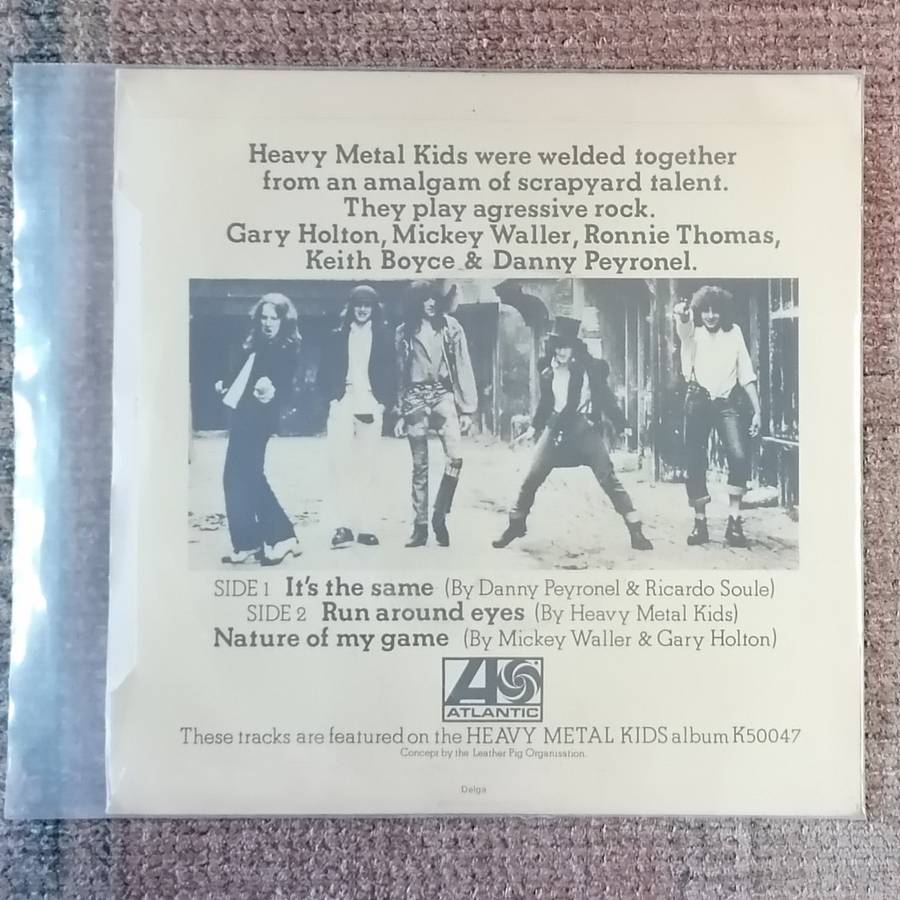 Heavy Metal Kids were welded together
from an amalgam of scrapyard talent.
They play agressive rock.
Gary Holton, Mickey Waller, Ronnie Thomas,
Keith Boyce & Danny Peyronel.
SIDE 1 It's the same (By Danny Peyronel & Ricardo Soule)
SIDE 2 Run around eyes (By Heavy Metal Kids)
Nature of my game (By Mickey Waller & Gary Holton)
ATLANTIC
These tracks are featured on the HEAVY METAL KIDS album K50047
Concept by the Leather Pig Organisation.
Delga